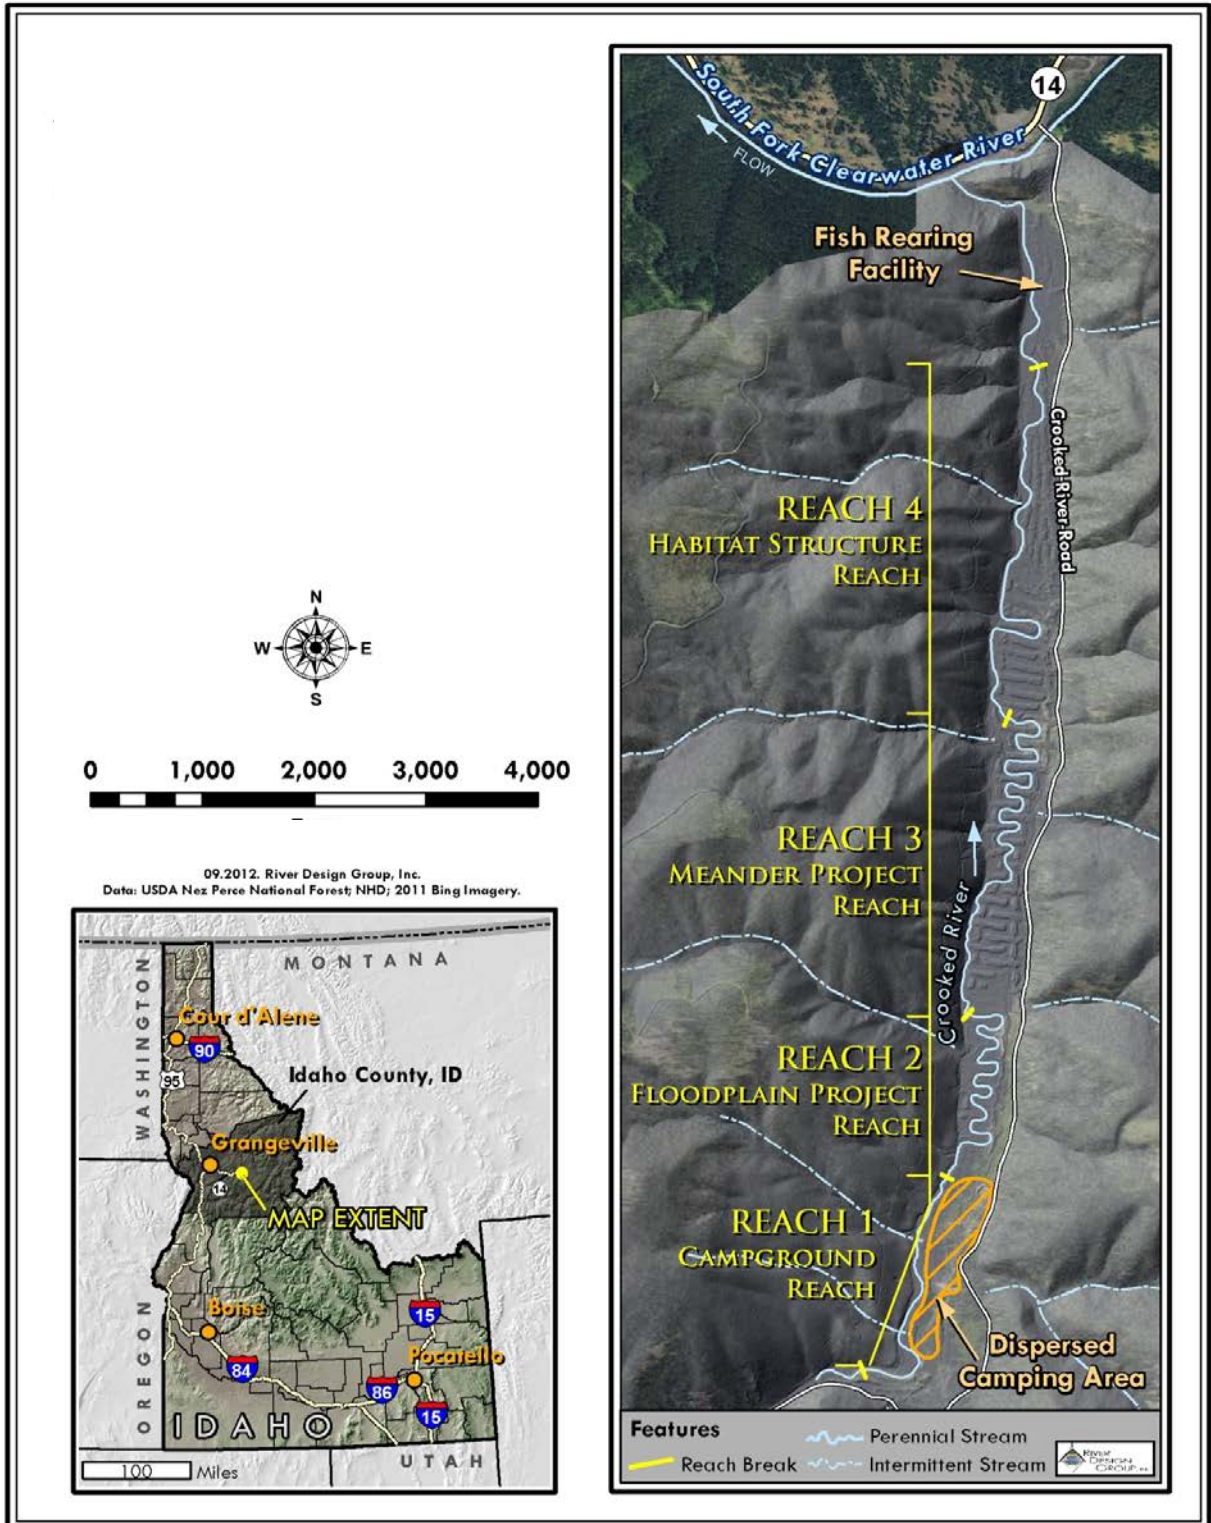 South Fork Clearwater River
14
FLOW
Fish Rearing
Facility
Crooked River Road
REACH 4
HABITAT STRUCTURE
REACH
N
W
E
S
0 1,000 2,000 3,000 4,000
REACH 3
MEANDER PROJECT
REACH
Crooked River
REACH 2
FLOODPLAIN PROJECT
REACH
REACH 1
CAMPGROUND
REACH
Dispersed
Camping Area
Features
Perennial Stream
Reach Break
Intermittent Stream
RIVER
DESIGN
GROUP
09.2012. River Design Group, Inc.
Data: USDA Nez Perce National Forest; NHD; 2011 Bing Imagery.
WASHINGTON
MONTANA
Cour d'Alene
90
95
Idaho County, ID
Grangeville
14
MAP EXTENT
OREGON
Boise
15
84
Pocatello
86
15
IDAHO
UTAH
100 Miles